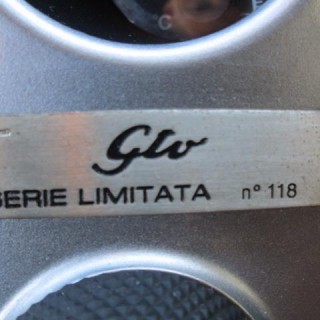 Gtv
SERIE LIMITATA n° 118